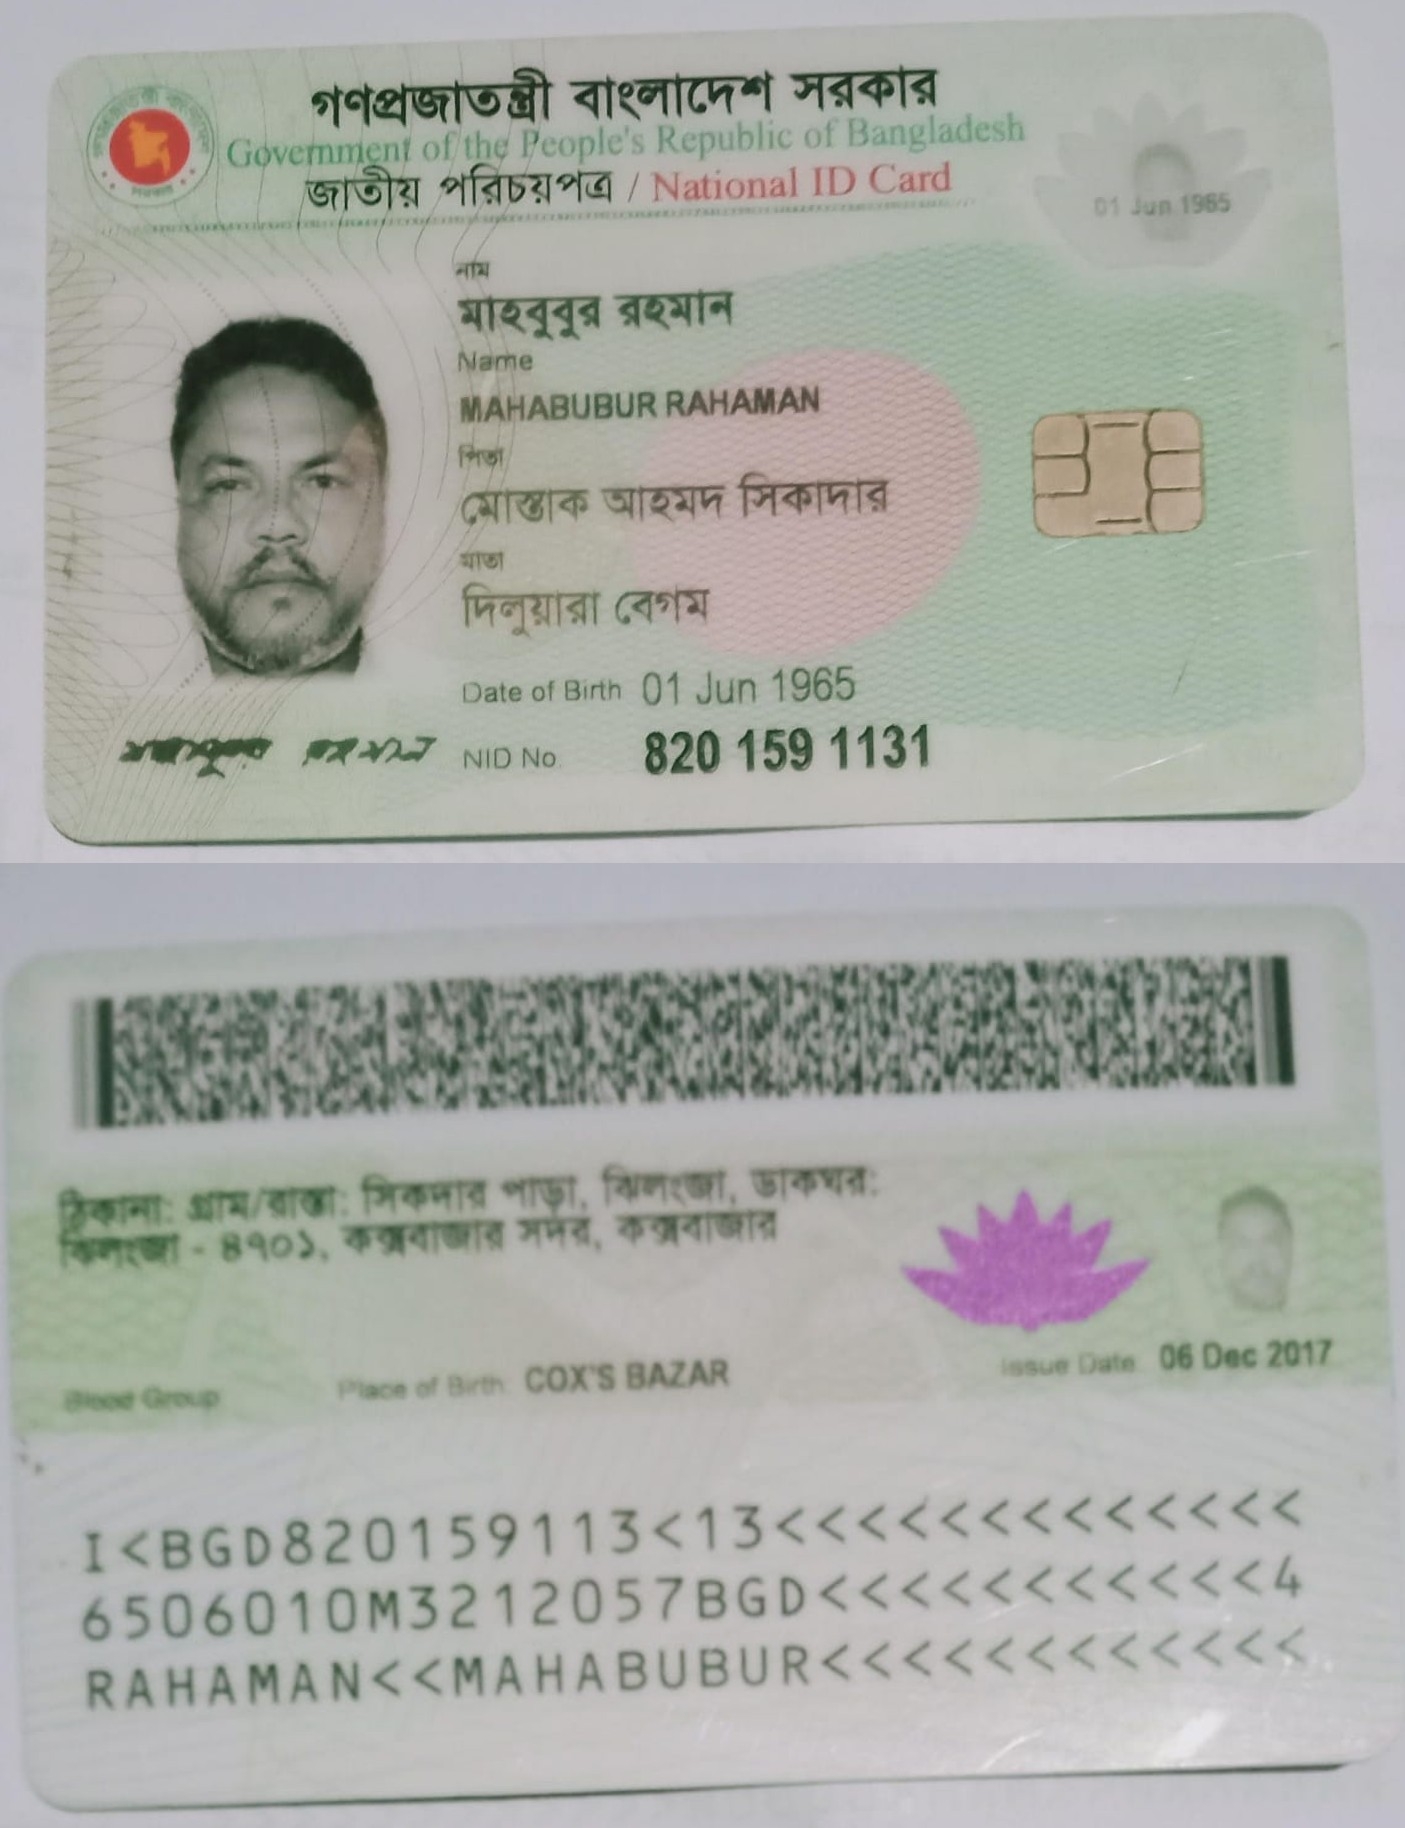 গণপ্রজাতন্ত্রী বাংলাদেশ সরকার
Government of the People's Republic of Bangladesh
জাতীয় পরিচয়পত্র / National ID Card
01 Jun 1965
নাম
মাহবুবুর রহমান
Name
MAHABUBUR RAHAMAN
পিতা
মোস্তাক আহমদ সিকাদার
মাতা
দিলুয়ারা বেগম
Date of Birth 01 Jun 1965
মাহাবুবুর রহমান
NID No. 820 159 1131
ঠিকানা: গ্রাম/রাস্তা: সিকদার পাড়া, ঝিলংজা, ডাকঘর:
ঝিলংজা - ৪৭০১, কক্সবাজার সদর, কক্সবাজার
Blood Group Place of Birth: COX'S BAZAR Issue Date: 06 Dec 2017
I<BGD820159113<13<<<<<<<<<<<<<
6506010M3212057BGD<<<<<<<<<<<4
RAHAMAN<<MAHABUBUR<<<<<<<<<<<<